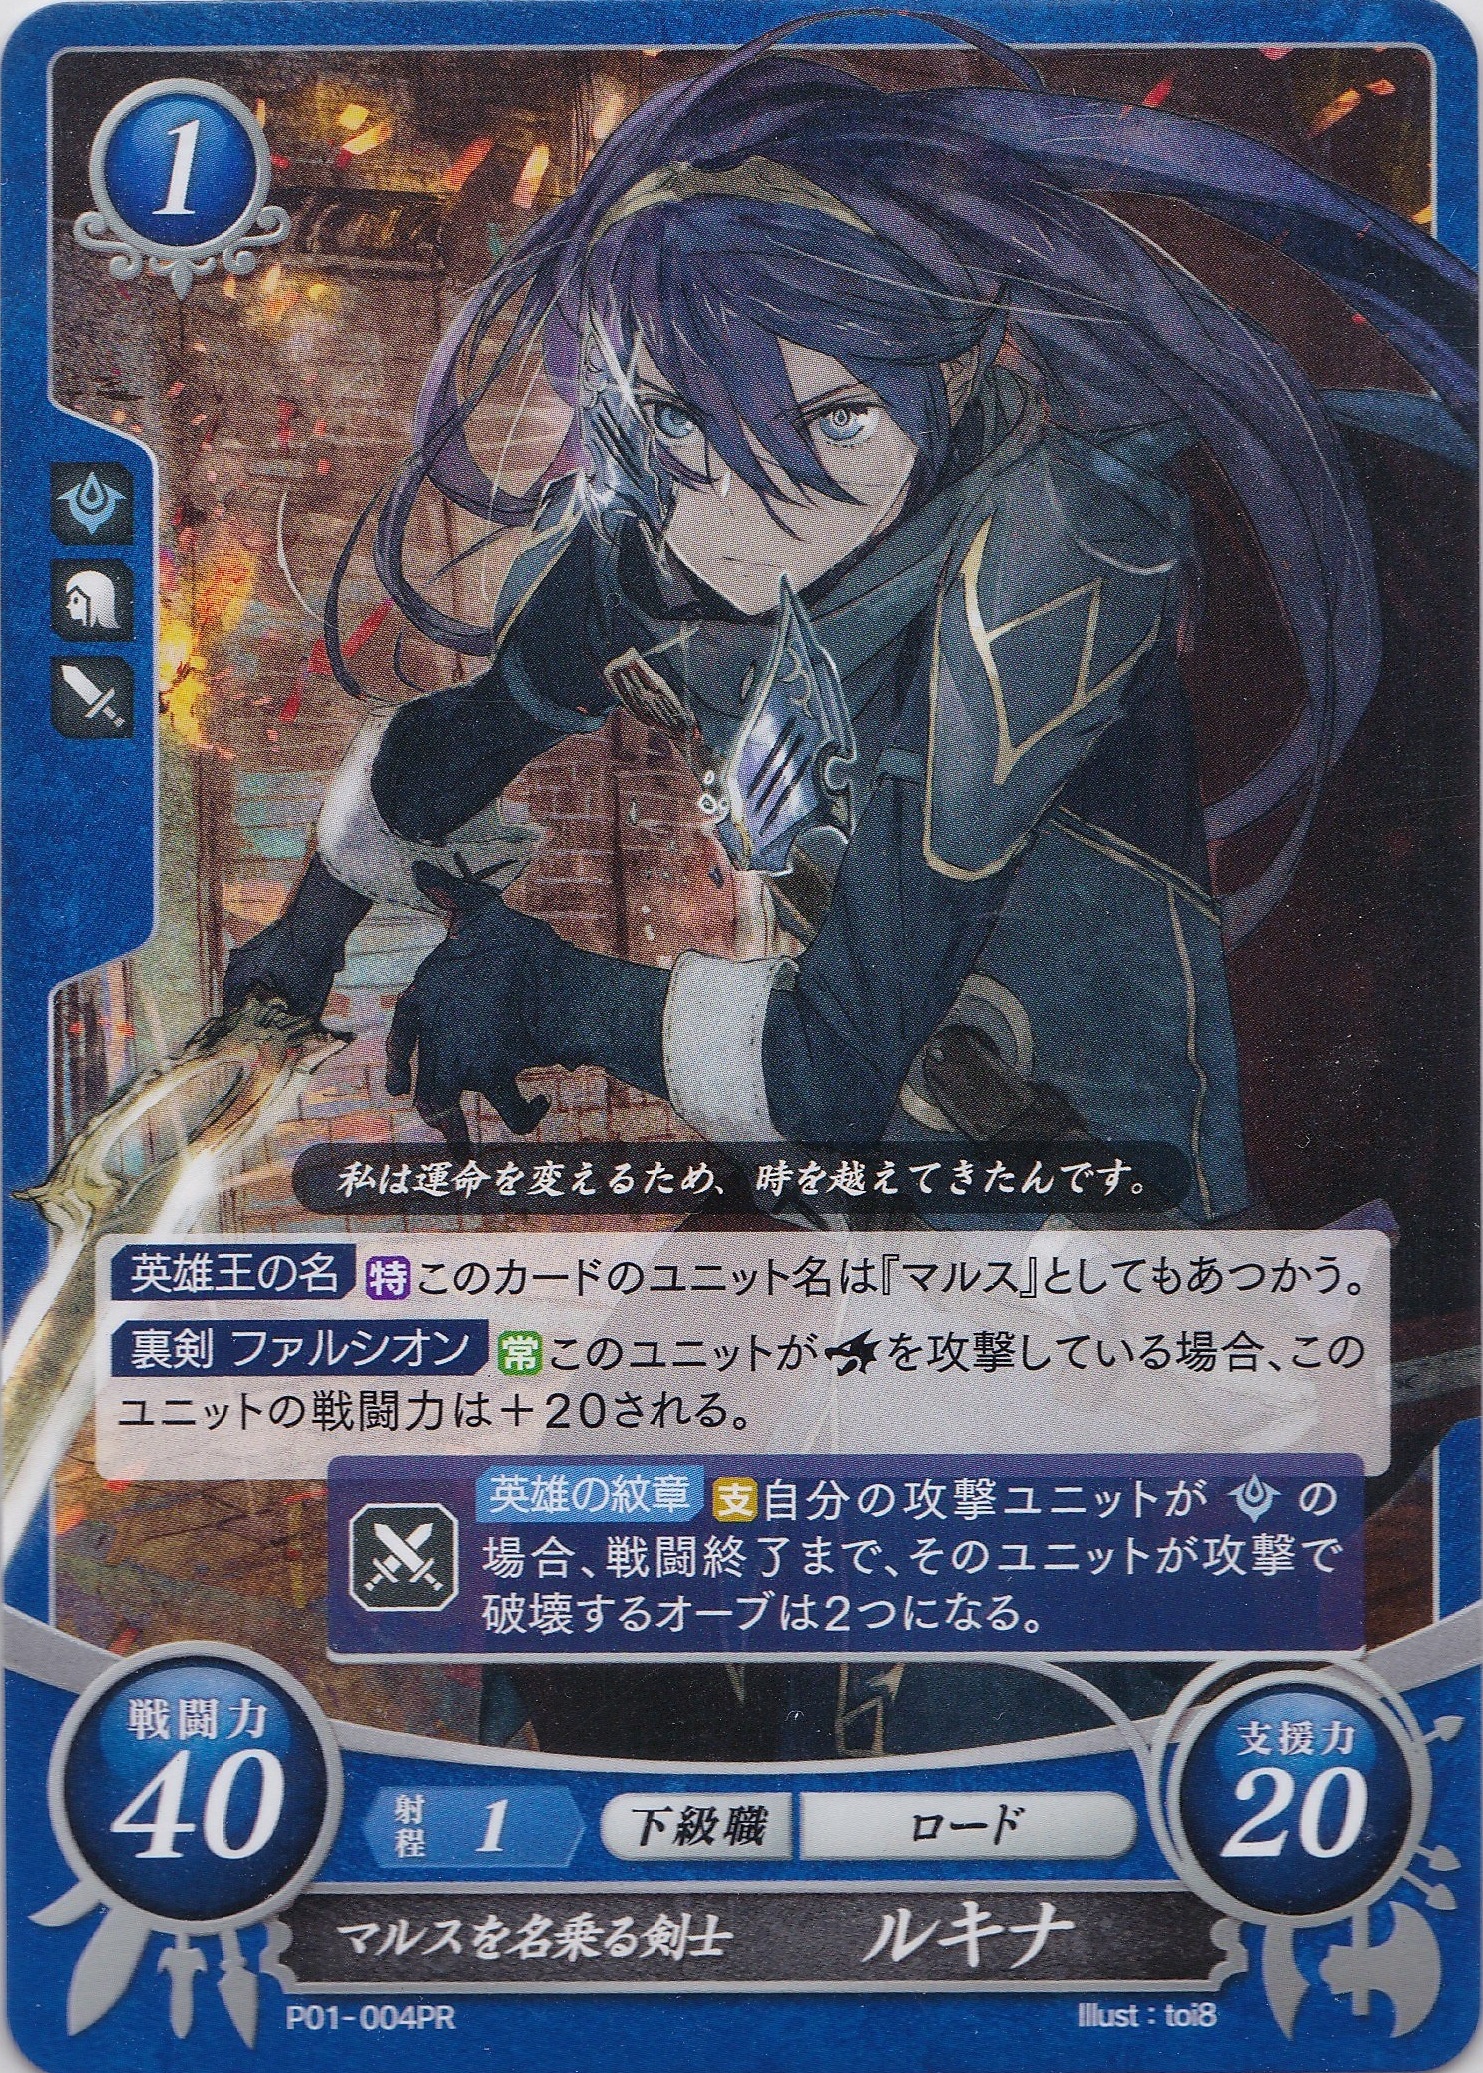 1
私は運命を変えるため、時を越えてきたんです。
英雄王の名 特 このカードのユニット名は『マルス』としてもあつかう。
裏剣 ファルシオン 常 このユニットが を攻撃している場合、この
ユニットの戦闘力は＋20される。
英雄の紋章 支 自分の攻撃ユニットが の
場合、戦闘終了まで、そのユニットが攻撃で
破壊するオーブは2つになる。
戦闘力
40
射程 1
下級職 ロード
支援力
20
マルスを名乗る剣士 ルキナ
P01-004PR
Illust : toi8